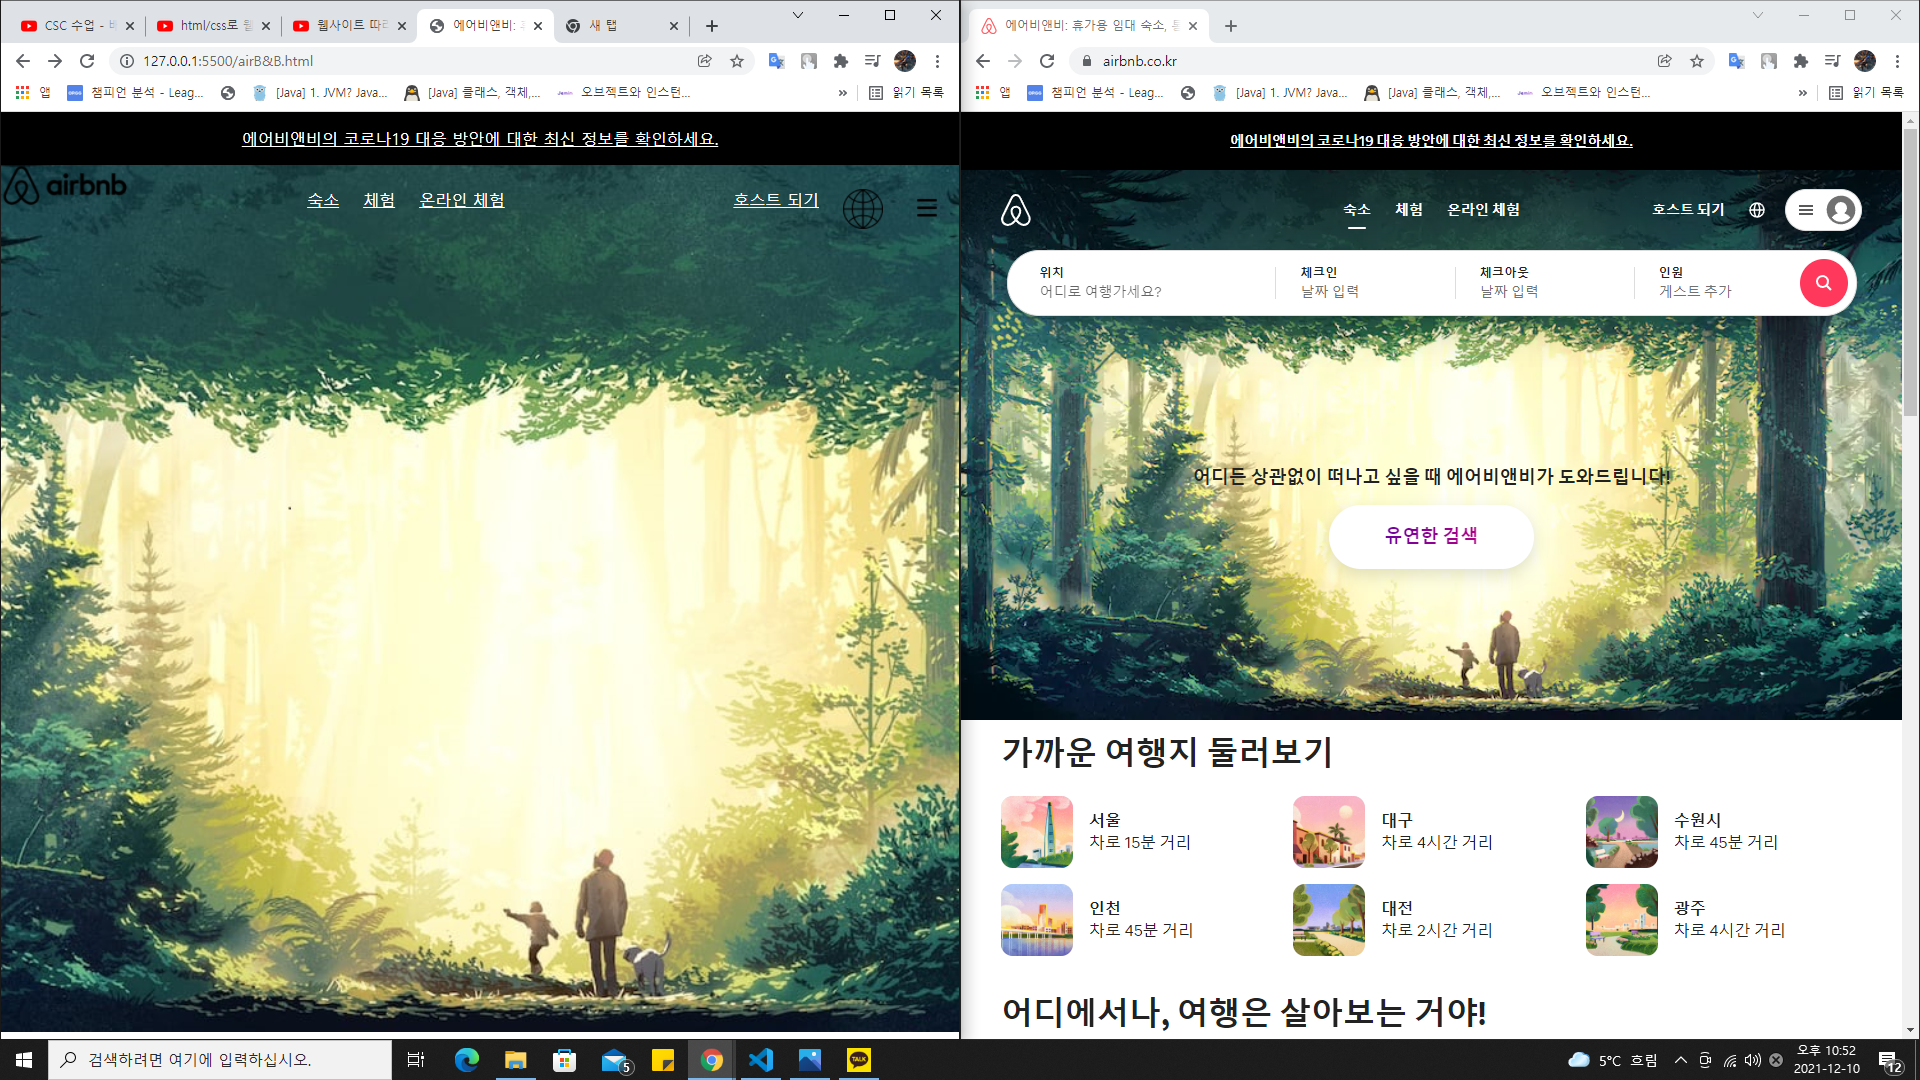 CSC 수업 -
html/css로 웹
웹사이트 따라
에어비앤비:
새 탭
127.0.0.1:5500/airB&B.html
앱
챔피언 분석 - Leag...
[Java] 1. JVM? Java...
[Java] 클래스, 객체,...
오브젝트와 인스턴...
»
읽기 목록
에어비앤비의 코로나19 대응 방안에 대한 최신 정보를 확인하세요.
airbnb
숙소 체험 온라인 체험
호스트 되기
에어비앤비: 휴가용 임대 숙소,
airbnb.co.kr
앱
챔피언 분석 - Leag...
[Java] 1. JVM? Java...
[Java] 클래스, 객체,...
오브젝트와 인스턴...
»
읽기 목록
에어비앤비의 코로나19 대응 방안에 대한 최신 정보를 확인하세요.
숙소 체험 온라인 체험
호스트 되기
위치
어디로 여행가세요?
체크인
날짜 입력
체크아웃
날짜 입력
인원
게스트 추가
어디든 상관없이 떠나고 싶을 때 에어비앤비가 도와드립니다!
유연한 검색
가까운 여행지 둘러보기
서울
차로 15분 거리
대구
차로 4시간 거리
수원시
차로 45분 거리
인천
차로 45분 거리
대전
차로 2시간 거리
광주
차로 4시간 거리
어디에서나, 여행은 살아보는 거야!
검색하려면 여기에 입력하십시오.
5
TALK
5°C 흐림
오후 10:52
2021-12-10
12